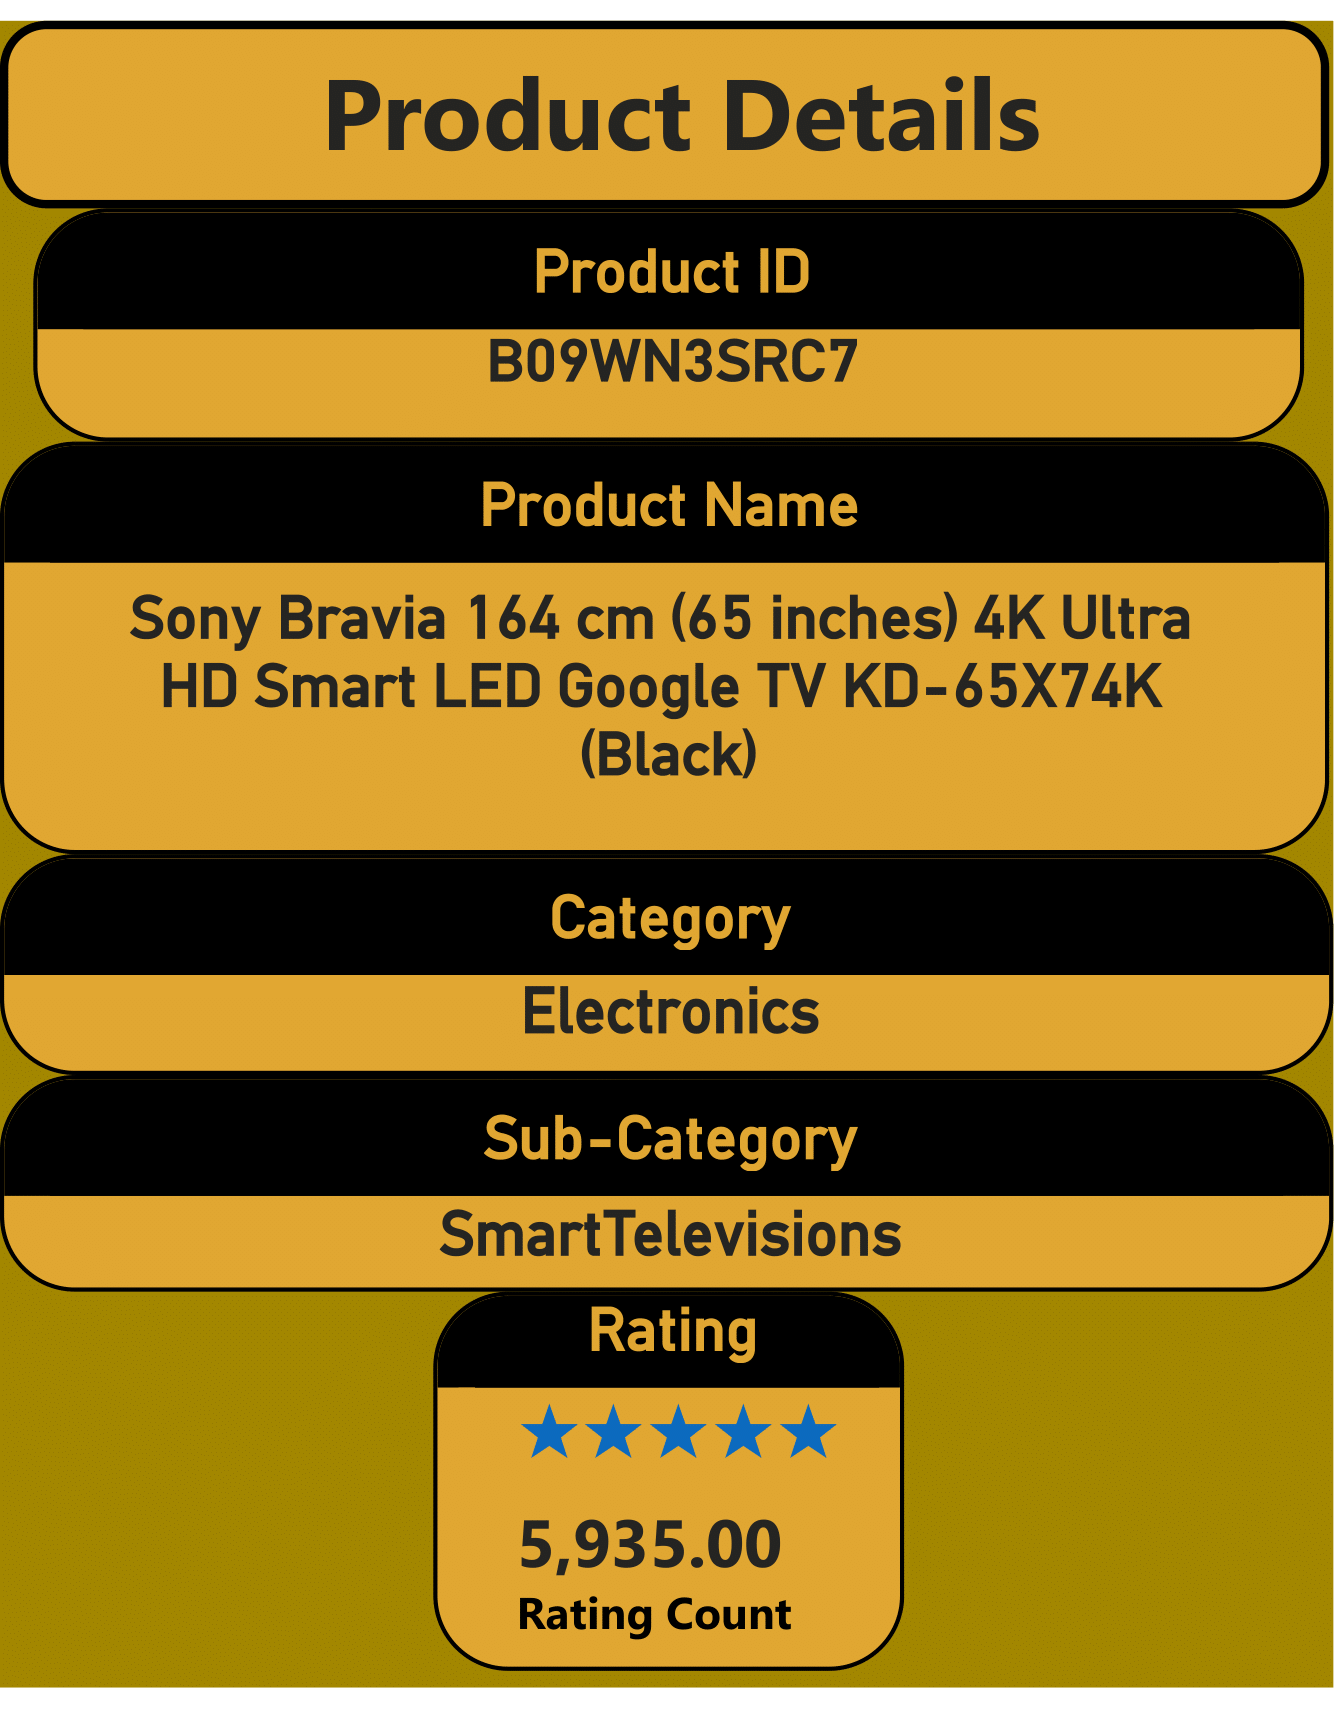 Product Details
Product ID
B09WN3SRC7
Product Name
Sony Bravia 164 cm (65 inches) 4K Ultra
HD Smart LED Google TV KD-65X74K
(Black)
Category
Electronics
Sub-Category
SmartTelevisions
Rating
5,935.00
Rating Count